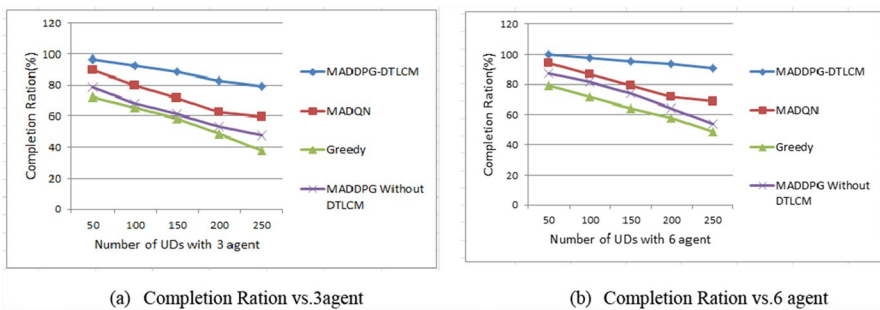 120
100
80
60
40
20
0
Completion Ration(%)
50 100 150 200 250
Number of UDs with 3 agent
MADDPG-DTLCM
MADQN
Greedy
MADDPG Without
DTLCM
(a) Completion Ration vs.3agent
120
100
80
60
40
20
0
Completion Ration(%)
50 100 150 200 250
Number of UDs with 6 agent
MADDPG-DTLCM
MADQN
Greedy
MADDPG Without
DTLCM
(b) Completion Ration vs.6 agent